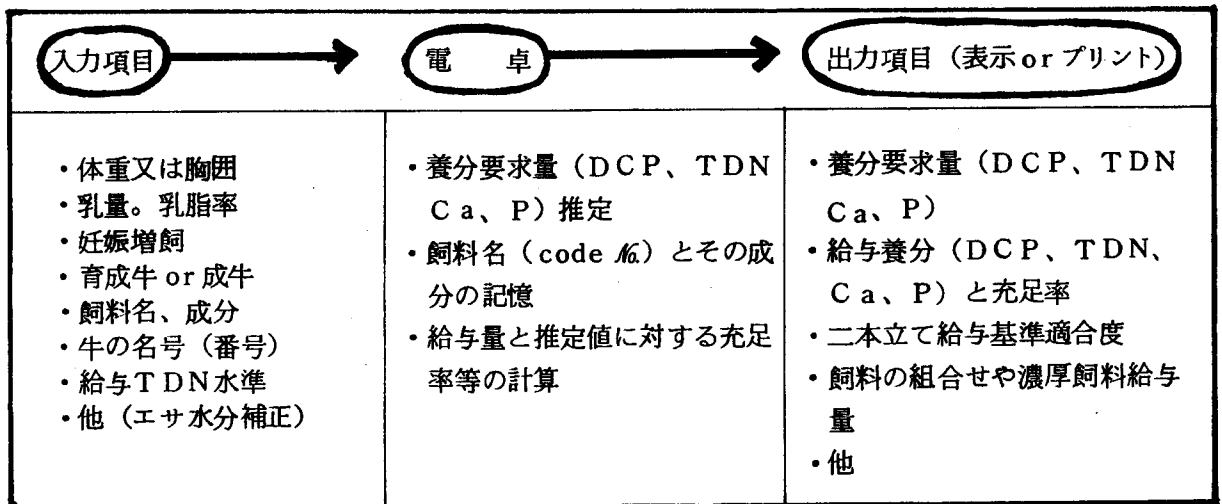 入力項目
電　卓
出力項目（表示orプリント）
・体重又は胸囲
・乳量。乳脂率
・妊娠増飼
・育成牛or成牛
・飼料名、成分
・牛の名号（番号）
・給与TDN水準
・他（エサ水分補正）
・養分要求量（DCP、TDN
Ca、P）推定
・飼料名（code №）とその成
分の記憶
・給与量と推定値に対する充足
率等の計算
・養分要求量（DCP、TDN
Ca、P）
・給与養分（DCP、TDN、
Ca、P）と充足率
・二本立て給与基準適合度
・飼料の組合せや濃厚飼料給与
量
・他